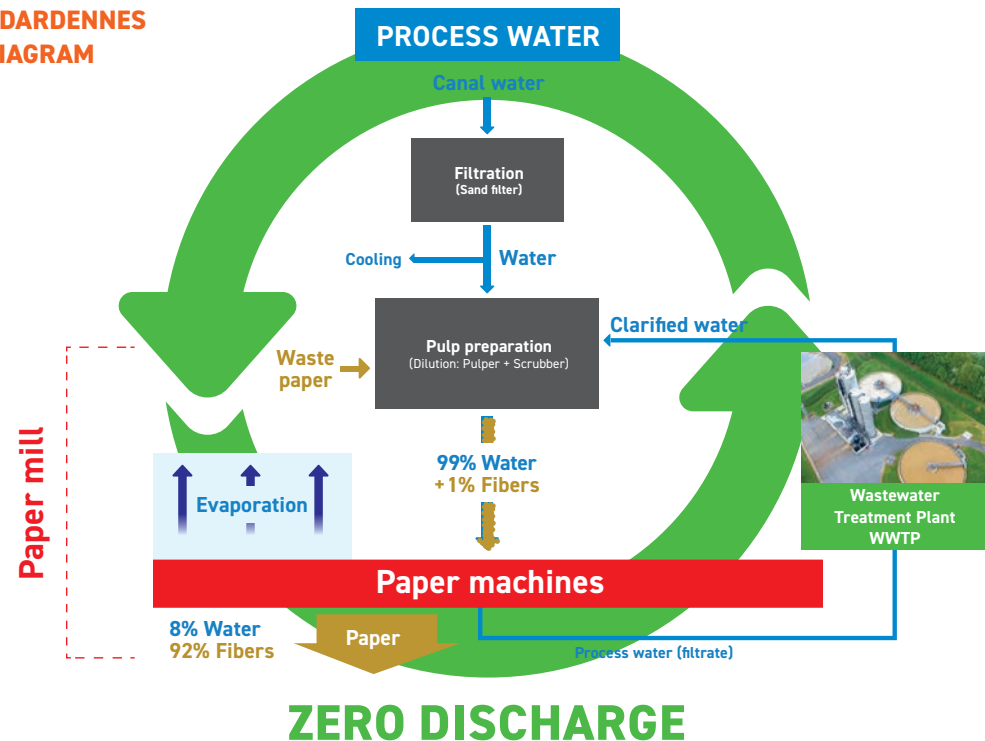 DARDENNES
IAGRAM
PROCESS WATER
Canal water
Filtration
(Sand filter)
Cooling
Water
Clarified water
Pulp preparation
(Dilution: Pulper + Scrubber)
Waste
paper
Paper mill
99% Water
+1% Fibers
Evaporation
Wastewater
Treatment Plant
WWTP
Paper machines
8% Water
92% Fibers
Paper
Process water (filtrate)
ZERO DISCHARGE